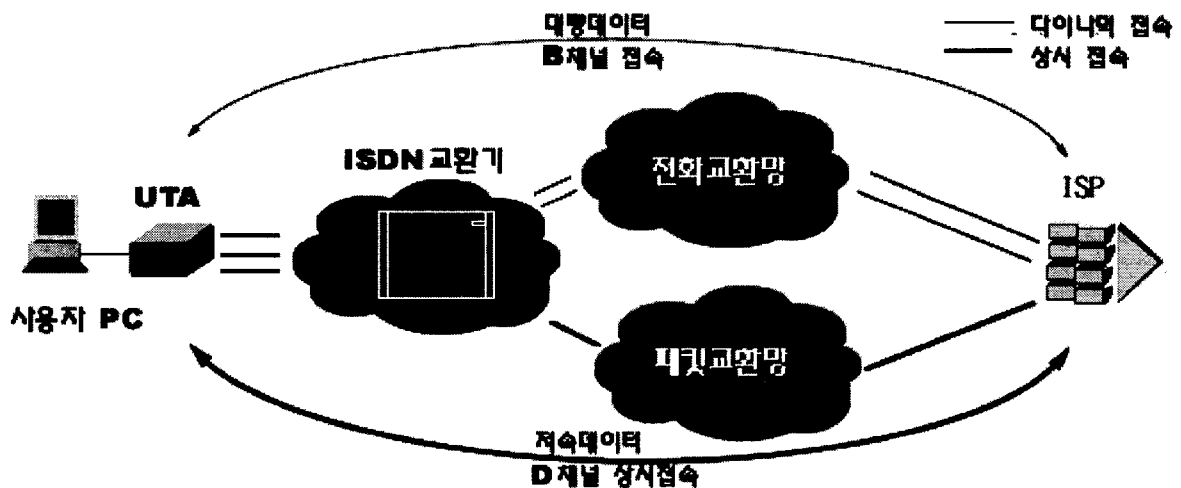 대량데이터
B채널 접속
다이나믹 접속
상시 접속
ISDN교환기
전화교환망
ISP
UTA
사용자 PC
패킷교환망
저속데이터
D채널 상시접속